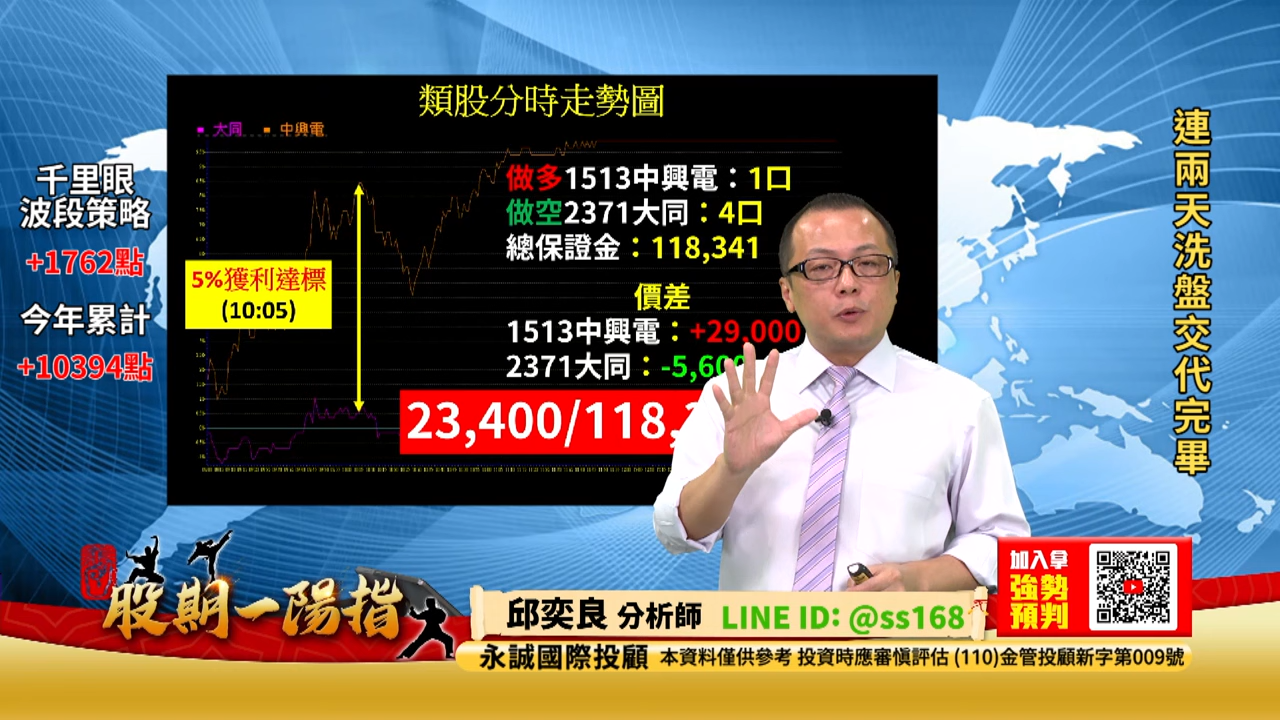 類股分時走勢圖
大同 中興電
做多1513中興電：1口
做空2371大同：4口
總保證金：118,341
5%獲利達標
(10:05)
價差
1513中興電：+29,000
2371大同：-5,60
23,400/118,
千里眼
波段策略
+1762點
今年累計
+10394點
連兩天洗盤交代完畢
股期一陽指
邱奕良 分析師 LINE ID: @ss168
加入拿
強勢
預判
永誠國際投顧 本資料僅供參考 投資時應審慎評估 (110)金管投顧新字第009號